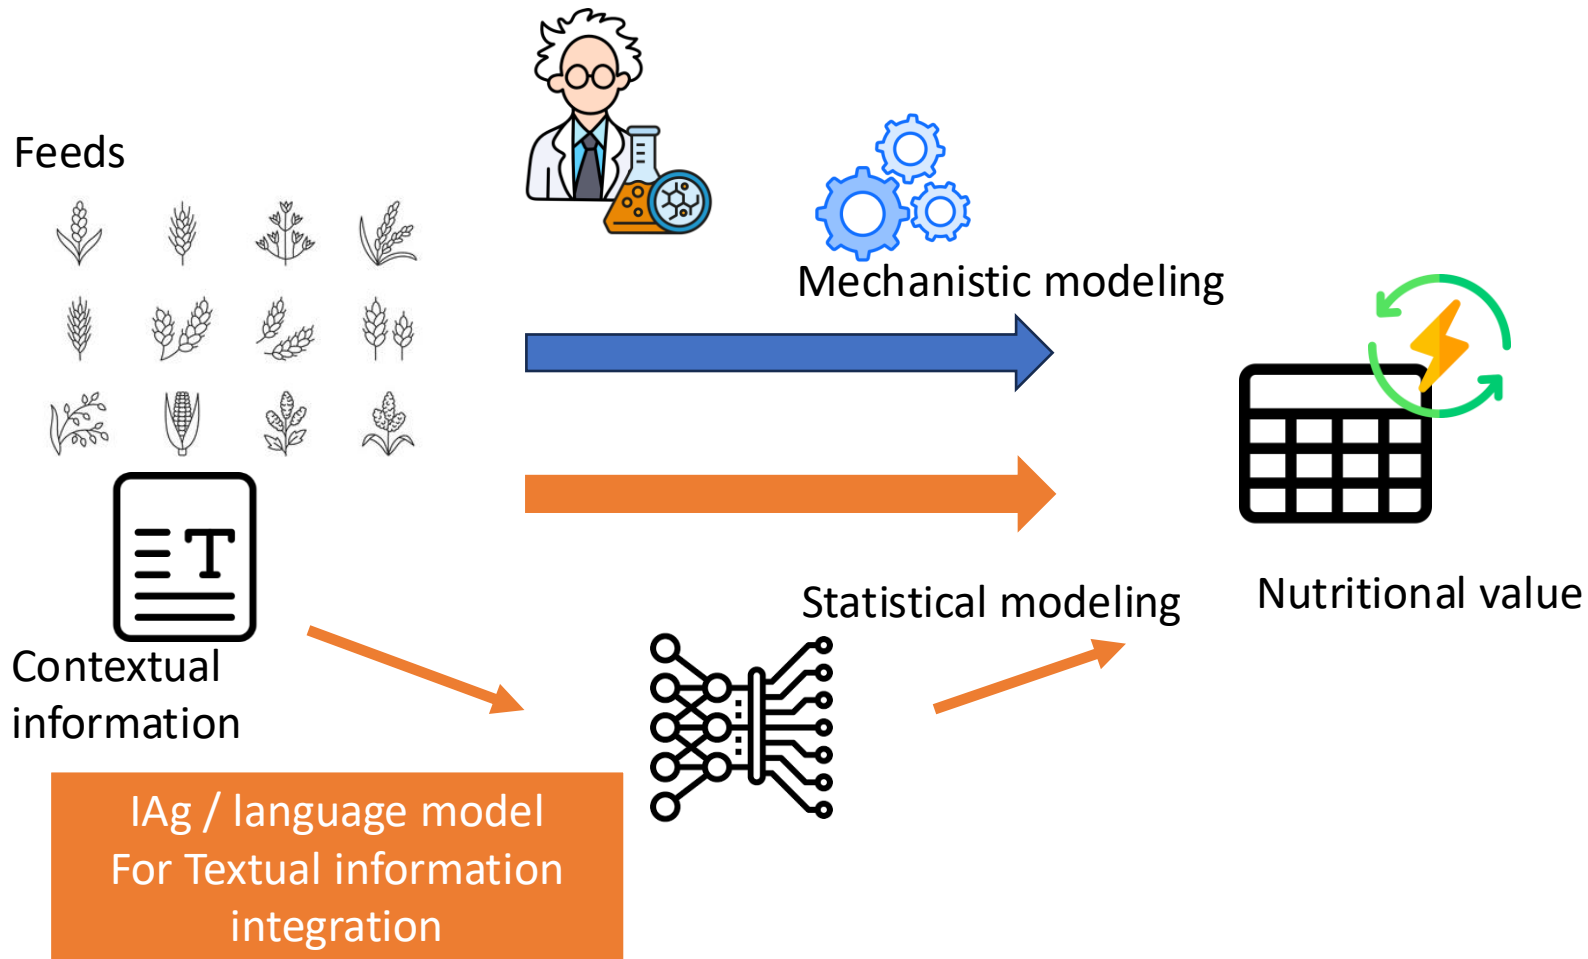 Feeds
Mechanistic modeling
Statistical modeling
Nutritional value
Contextual
information
IAg / language model
For Textual information
integration
T